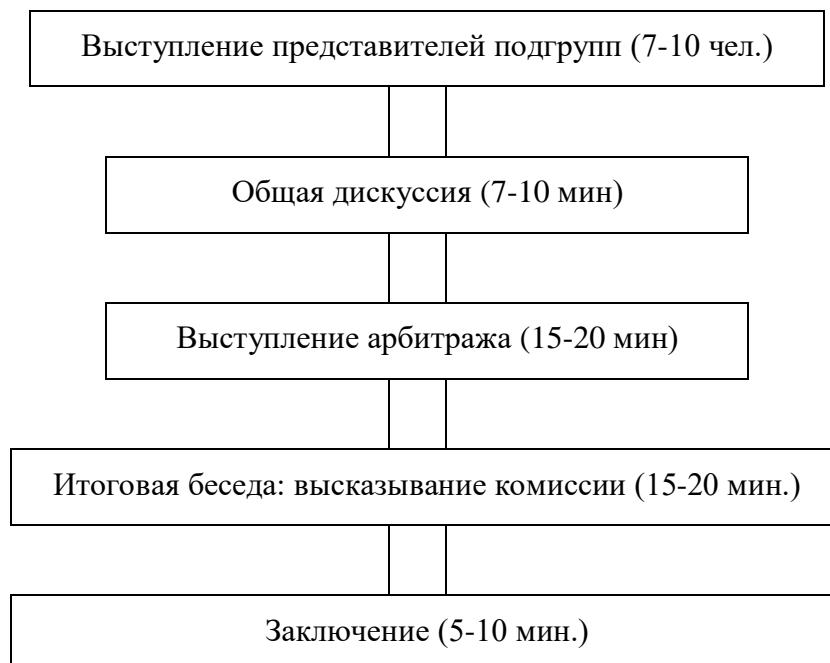 Выступление представителей подгрупп (7-10 чел.)
Общая дискуссия (7-10 мин)
Выступление арбитража (15-20 мин)
Итоговая беседа: высказывание комиссии (15-20 мин.)
Заключение (5-10 мин.)